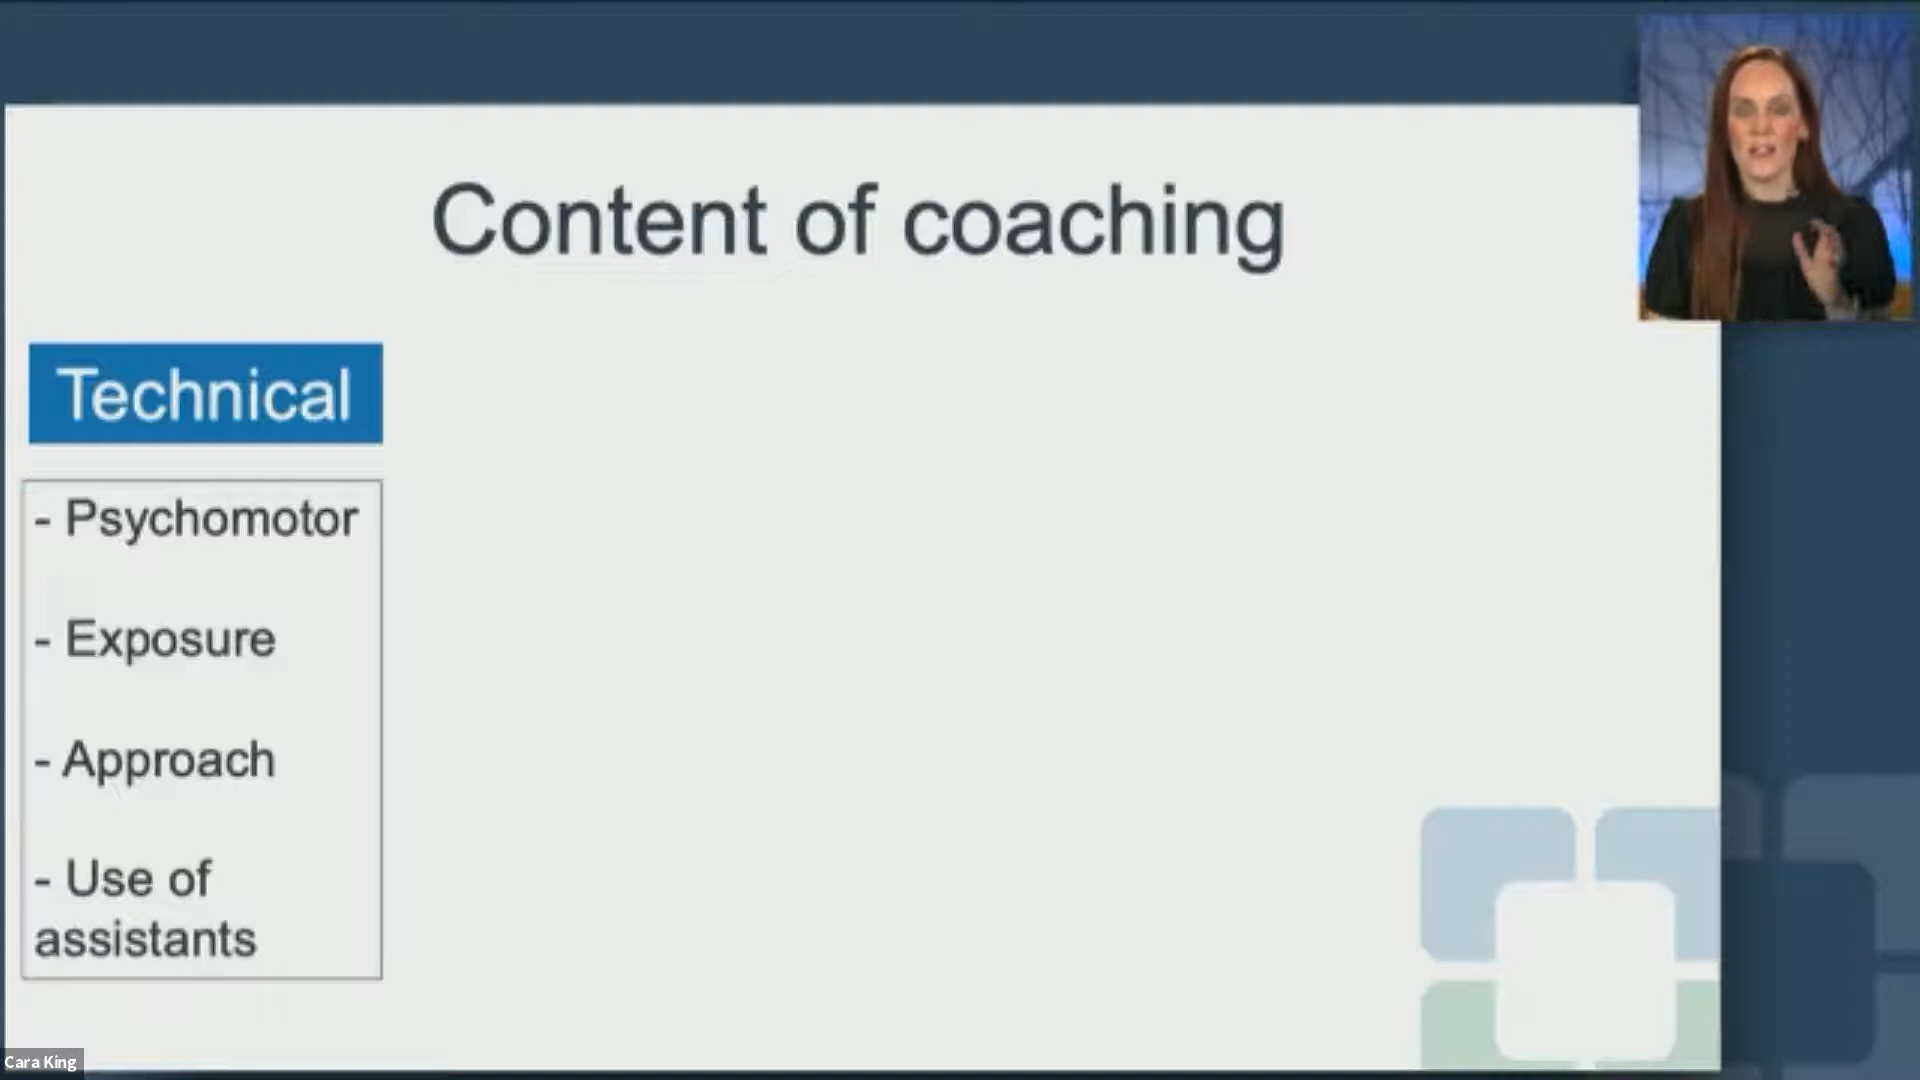 Content of coaching
Technical
- Psychomotor
- Exposure
- Approach
- Use of
assistants
Cara King